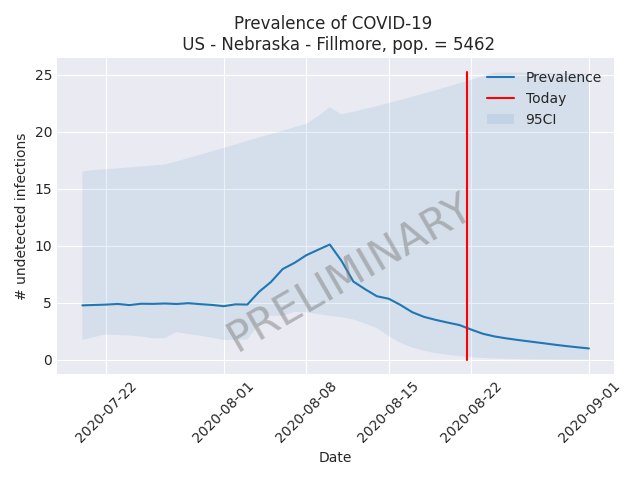 Prevalence of COVID-19
US - Nebraska - Fillmore, pop. = 5462
# undetected infections
25
20
15
10
5
0
Prevalence
Today
95CI
PRELIMINARY
2020-07-22
2020-08-01
2020-08-08
2020-08-15
2020-08-22
2020-09-01
Date